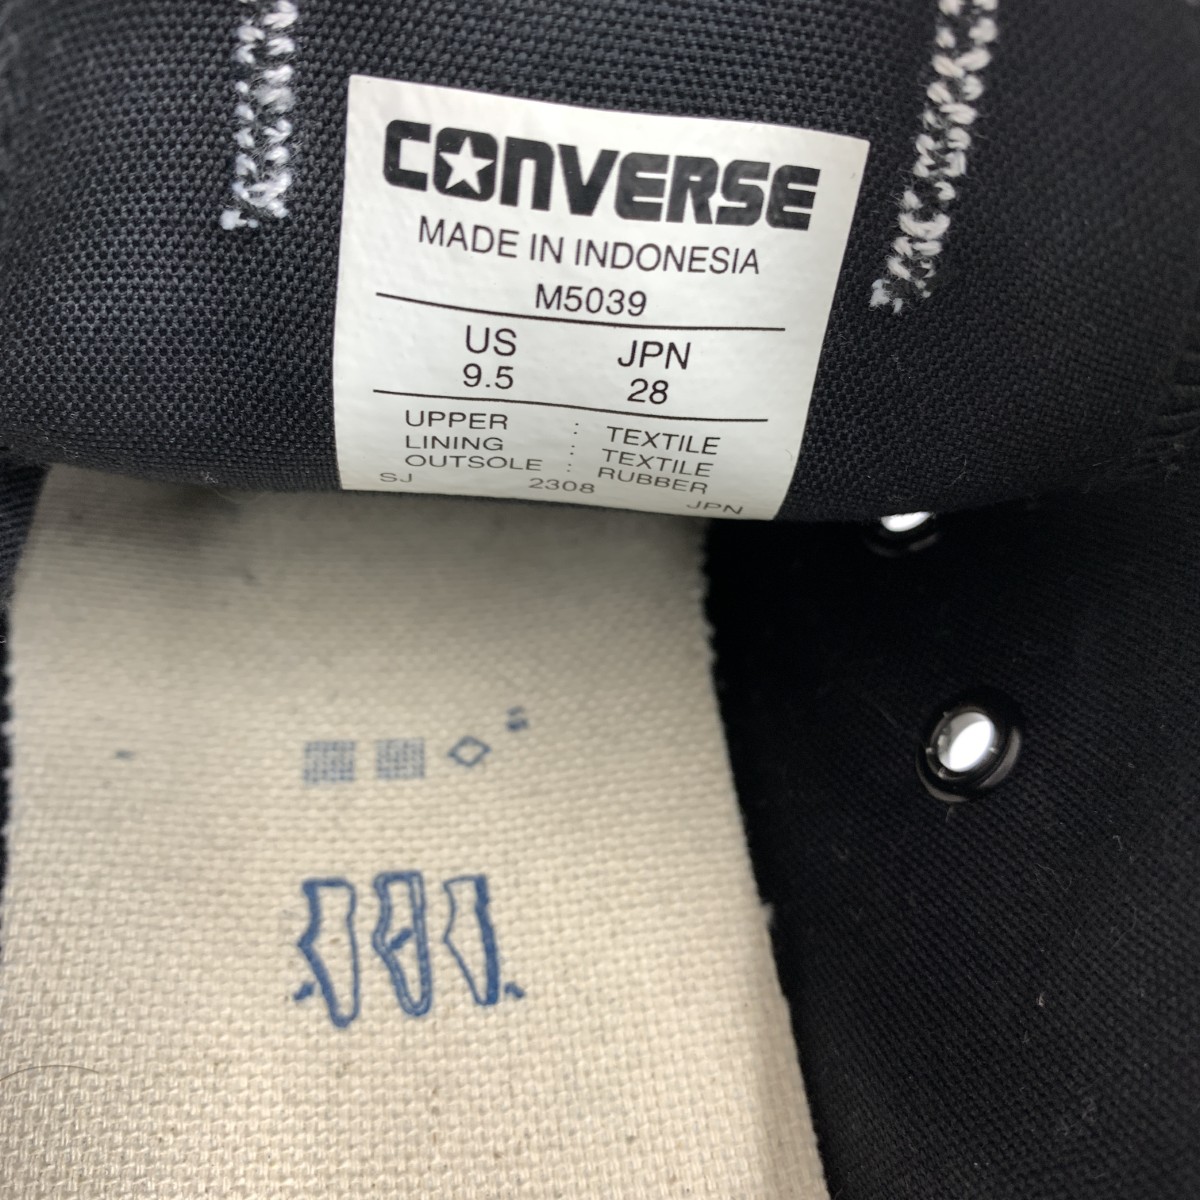 CONVERSE
MADE IN INDONESIA
M5039
US JPN
9.5 28
UPPER : TEXTILE
LINING : TEXTILE
OUTSOLE : RUBBER
SJ 2308 JPN